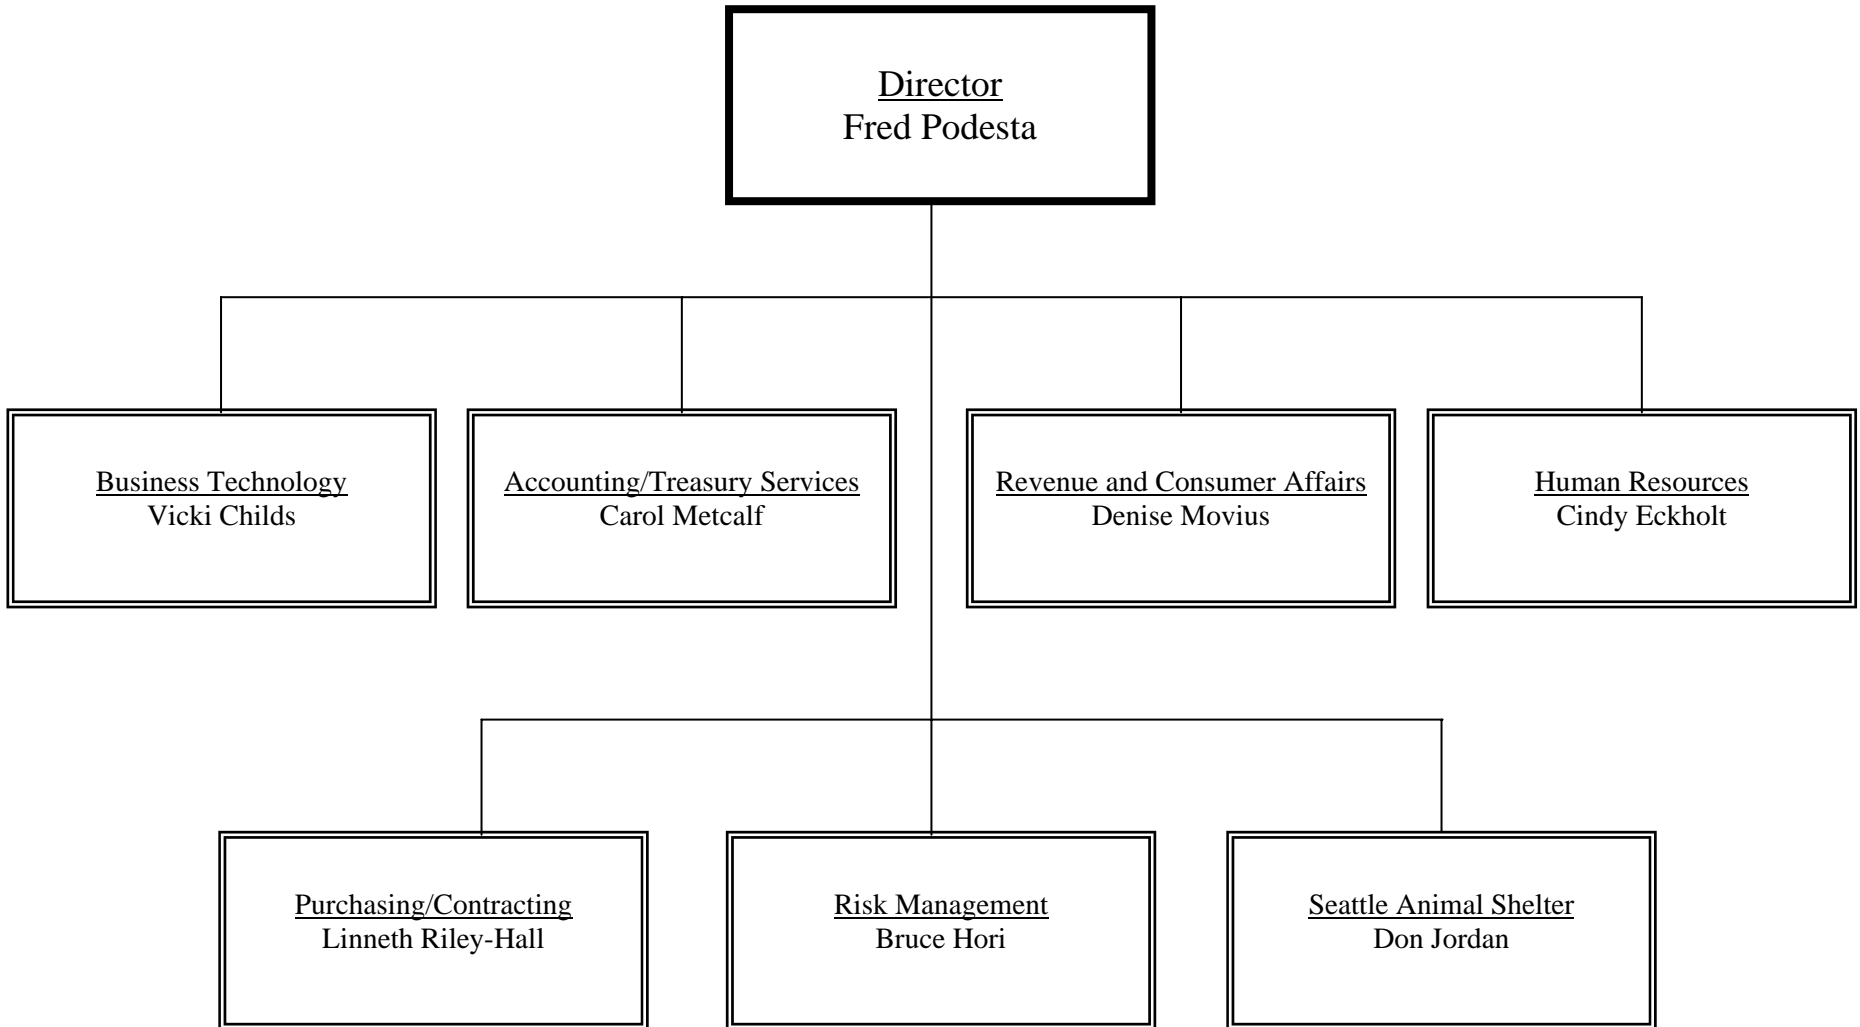 Director
Fred Podesta
Business Technology
Vicki Childs
Accounting/Treasury Services
Carol Metcalf
Revenue and Consumer Affairs
Denise Movius
Human Resources
Cindy Eckholt
Purchasing/Contracting
Linneth Riley-Hall
Risk Management
Bruce Hori
Seattle Animal Shelter
Don Jordan